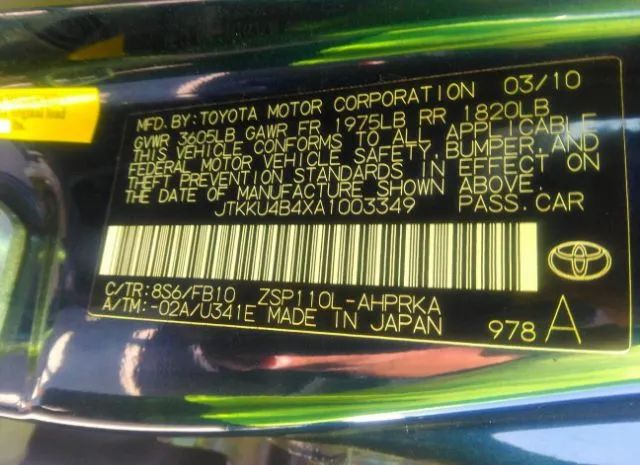 MFD. BY: TOYOTA MOTOR CORPORATION 03/10
GVWR 3605LB GAWR FR 1975LB RR 1820LB
THIS VEHICLE CONFORMS TO ALL APPLICABLE
FEDERAL MOTOR VEHICLE SAFETY, BUMPER, AND
THEFT PREVENTION STANDARDS IN EFFECT ON
THE DATE OF MANUFACTURE SHOWN ABOVE.
JTKKU4B4XA1003349 PASS. CAR
C/TR: 8S6/FB10 ZSP110L-AHPRKA
A/TM: -02A/U341E MADE IN JAPAN
978 A